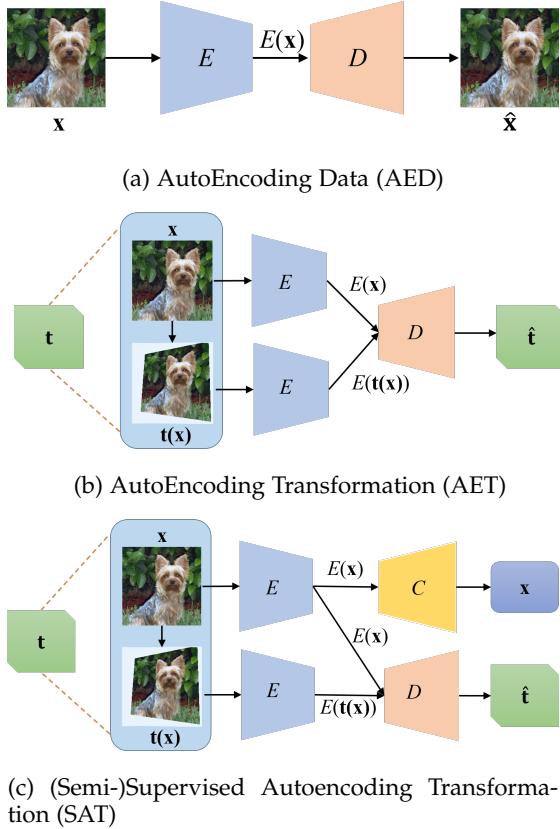 E E(x) D
x x̂
(a) AutoEncoding Data (AED)
x
E E(x)
t D t̂
E E(t(x))
t(x)
(b) AutoEncoding Transformation (AET)
x
E E(x) C x
E(x)
t
E E(t(x)) D t̂
t(x)
(c) (Semi-)Supervised Autoencoding Transforma-
tion (SAT)